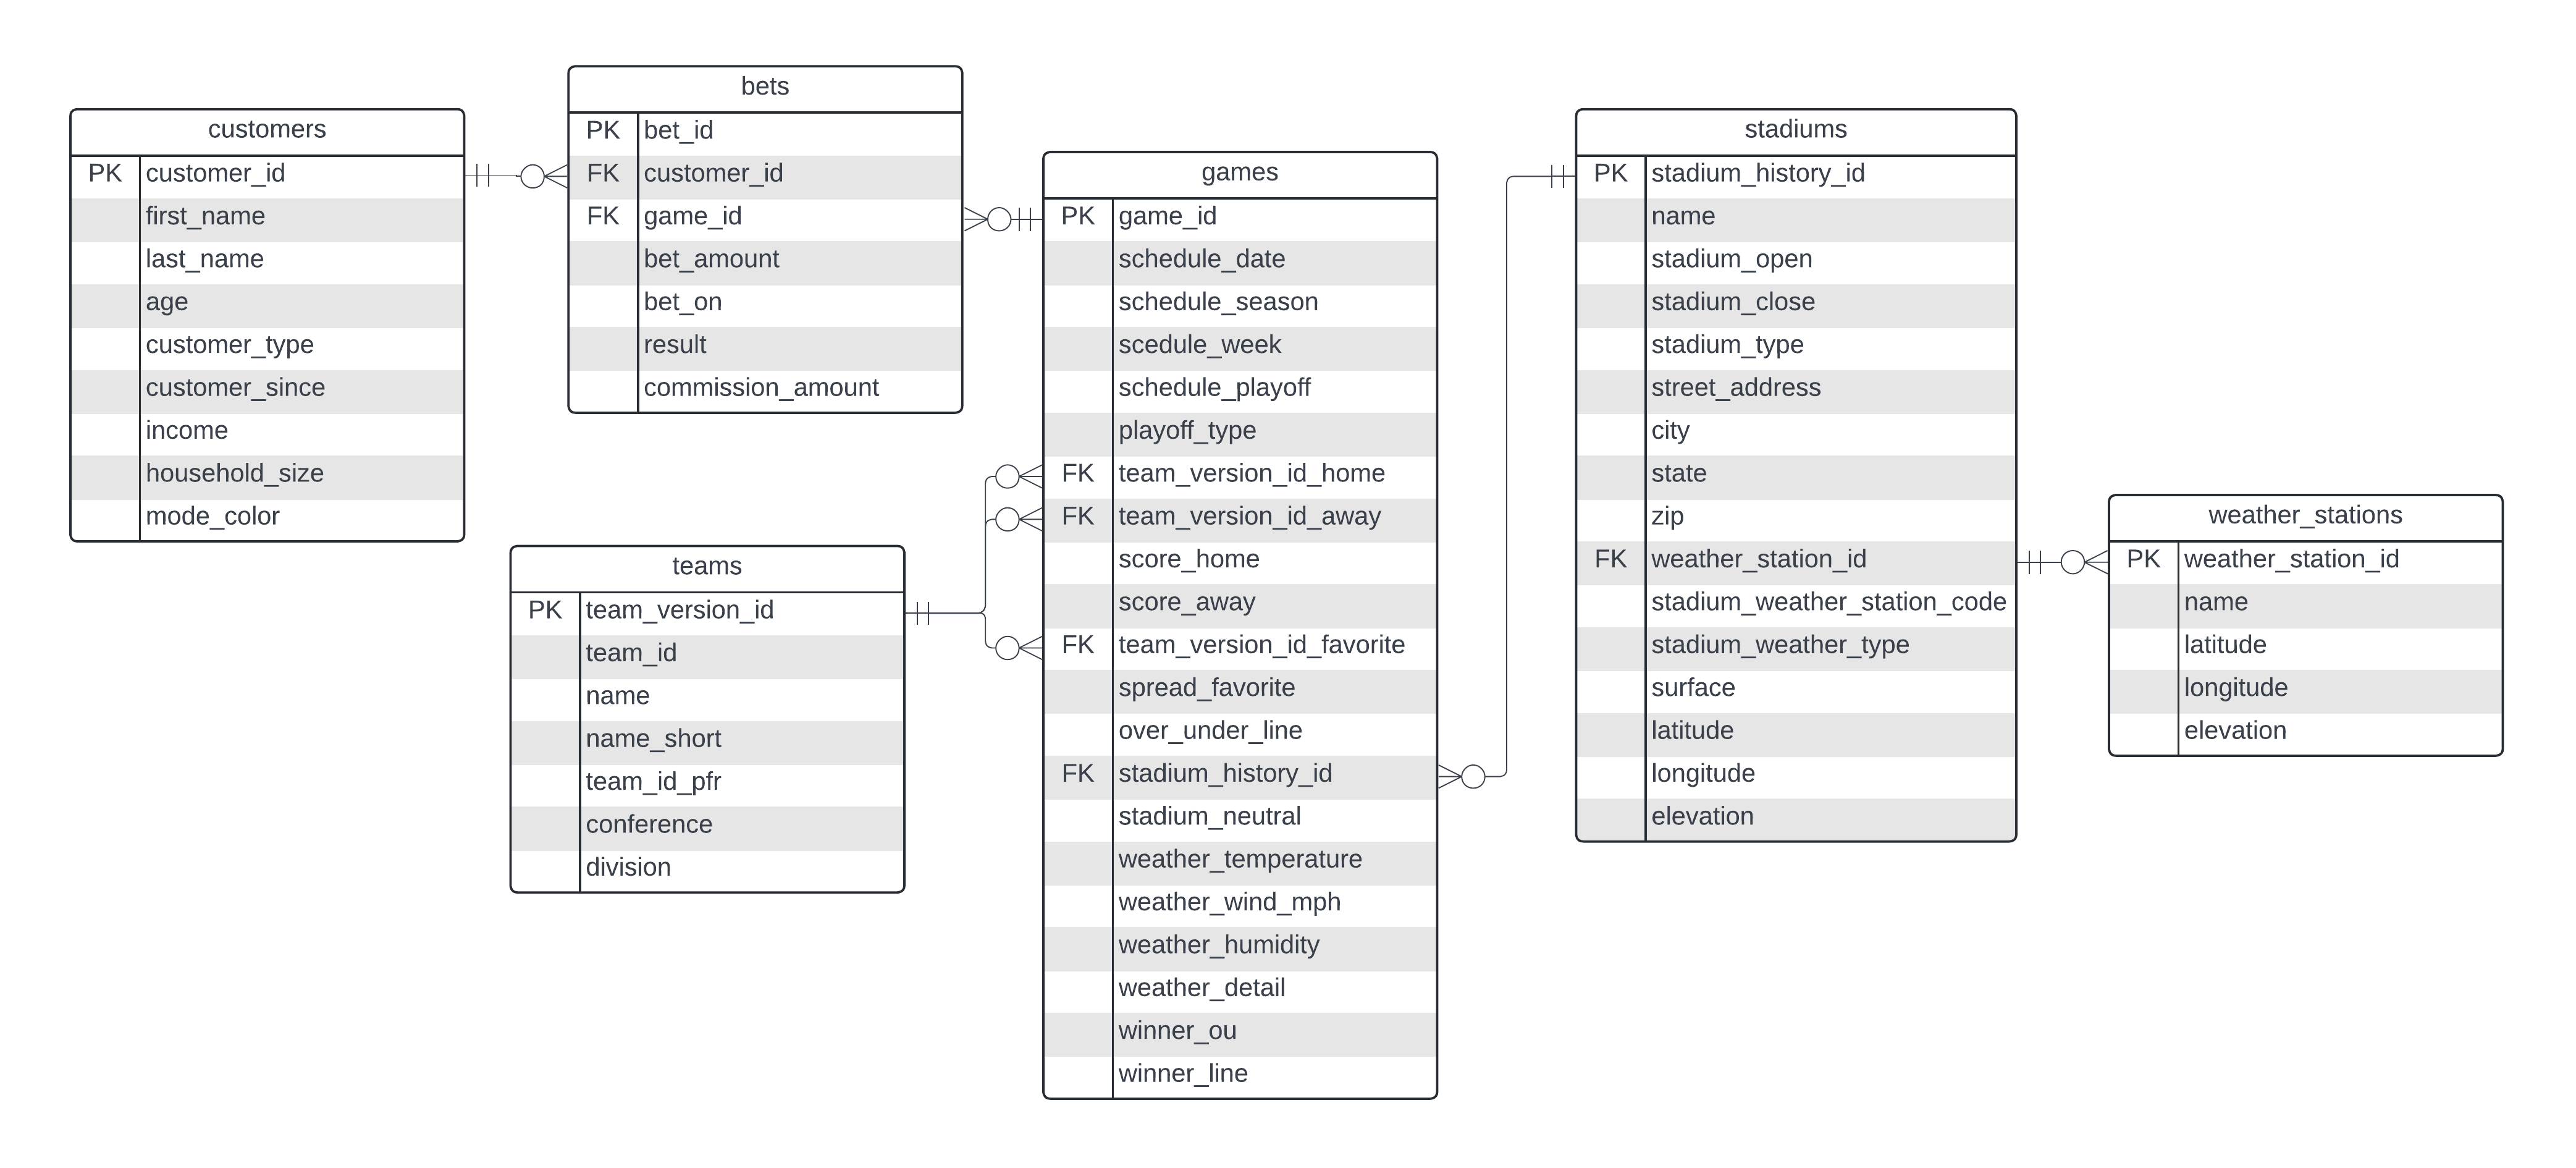 customers
PK customer_id
first_name
last_name
age
customer_type
customer_since
income
household_size
mode_color
bets
PK bet_id
FK customer_id
FK game_id
bet_amount
bet_on
result
commission_amount
teams
PK team_version_id
team_id
name
name_short
team_id_pfr
conference
division
games
PK game_id
schedule_date
schedule_season
scedule_week
schedule_playoff
playoff_type
FK team_version_id_home
FK team_version_id_away
score_home
score_away
FK team_version_id_favorite
spread_favorite
over_under_line
FK stadium_history_id
stadium_neutral
weather_temperature
weather_wind_mph
weather_humidity
weather_detail
winner_ou
winner_line
stadiums
PK stadium_history_id
name
stadium_open
stadium_close
stadium_type
street_address
city
state
zip
FK weather_station_id
stadium_weather_station_code
stadium_weather_type
surface
latitude
longitude
elevation
weather_stations
PK weather_station_id
name
latitude
longitude
elevation